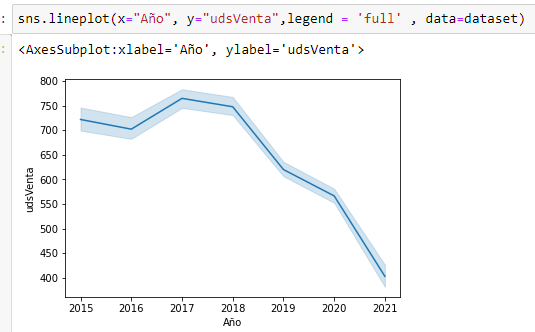 : sns.lineplot(x="Año", y="udsVenta",legend = 'full' , data=dataset)
: <AxesSubplot:xlabel='Año', ylabel='udsVenta'>
800
750
700
650
600
550
500
450
400
udsVenta
2015 2016 2017 2018 2019 2020 2021
Año